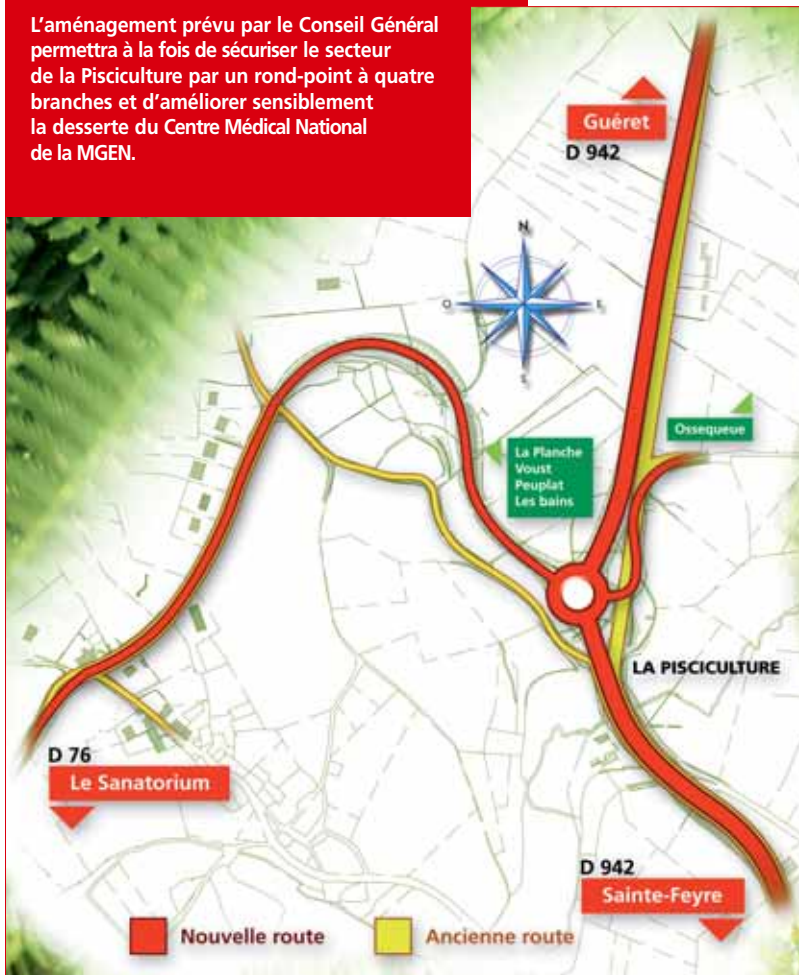 L'aménagement prévu par le Conseil Général
permettra à la fois de sécuriser le secteur
de la Pisciculture par un rond-point à quatre
branches et d'améliorer sensiblement
la desserte du Centre Médical National
de la MGEN.
Guéret
D 942
N
O
E
S
Ossequeue
La Planche
Voust
Peuplat
Les bains
LA PISCICULTURE
D 76
Le Sanatorium
D 942
Sainte-Feyre
Nouvelle route
Ancienne route